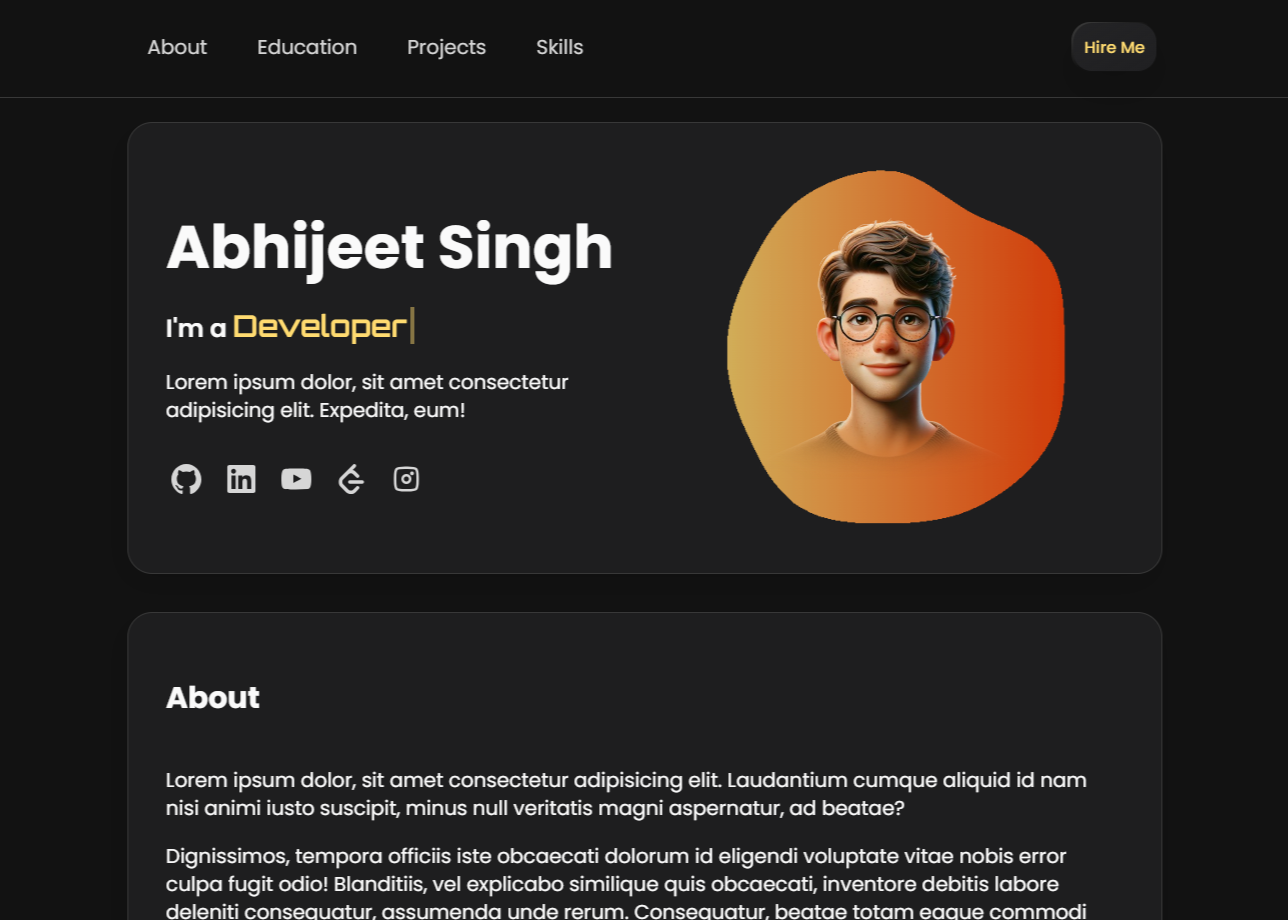 About Education Projects Skills Hire Me
Abhijeet Singh
I'm a Developer
Lorem ipsum dolor, sit amet consectetur
adipisicing elit. Expedita, eum!
in
About
Lorem ipsum dolor, sit amet consectetur adipisicing elit. Laudantium cumque aliquid id nam
nisi animi iusto suscipit, minus null veritatis magni aspernatur, ad beatae?
Dignissimos, tempora officiis iste obcaecati dolorum id eligendi voluptate vitae nobis error
culpa fugit odio! Blanditiis, vel explicabo similique quis obcaecati, inventore debitis labore
deleniti consequatur, assumenda unde rerum. Consequatur, beatae totam eaque commodi